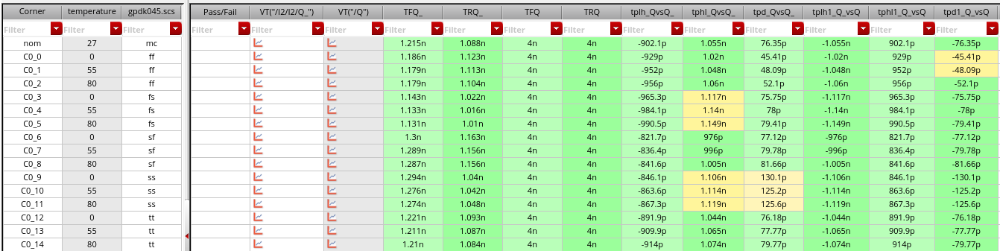 Corner temperature gpdk045.scs Pass/Fail VT("/I2/I2/Q_") VT("/Q") TFQ_ TRQ_ TFQ TRQ tplh_QvsQ_ tphl_QvsQ_ tpd_QvsQ_ tplh1_Q_vsQ tphl1_Q_vsQ tpd1_Q_vsQ
Filter Filter Filter Filter Filter Filter Filter Filter Filter Filter Filter Filter Filter Filter Filter Filter
nom 27 mc 1.215n 1.088n 4n 4n -902.1p 1.055n 76.35p -1.055n 902.1p -76.35p
C0_0 0 ff 1.186n 1.123n 4n 4n -929p 1.02n 45.41p -1.02n 929p -45.41p
C0_1 55 ff 1.179n 1.113n 4n 4n -952p 1.048n 48.09p -1.048n 952p -48.09p
C0_2 80 ff 1.179n 1.104n 4n 4n -956p 1.06n 52.1p -1.06n 956p -52.1p
C0_3 0 fs 1.143n 1.022n 4n 4n -965.3p 1.117n 75.75p -1.117n 965.3p -75.75p
C0_4 55 fs 1.133n 1.016n 4n 4n -984.1p 1.14n 78p -1.14n 984.1p -78p
C0_5 80 fs 1.131n 1.01n 4n 4n -990.5p 1.149n 79.41p -1.149n 990.5p -79.41p
C0_6 0 sf 1.3n 1.163n 4n 4n -821.7p 976p 77.12p -976p 821.7p -77.12p
C0_7 55 sf 1.289n 1.156n 4n 4n -836.4p 996p 79.78p -996p 836.4p -79.78p
C0_8 80 sf 1.287n 1.156n 4n 4n -841.6p 1.005n 81.66p -1.005n 841.6p -81.66p
C0_9 0 ss 1.294n 1.04n 4n 4n -846.1p 1.106n 130.1p -1.106n 846.1p -130.1p
C0_10 55 ss 1.276n 1.042n 4n 4n -863.6p 1.114n 125.2p -1.114n 863.6p -125.2p
C0_11 80 ss 1.274n 1.048n 4n 4n -867.3p 1.119n 125.6p -1.119n 867.3p -125.6p
C0_12 0 tt 1.221n 1.093n 4n 4n -891.9p 1.044n 76.18p -1.044n 891.9p -76.18p
C0_13 55 tt 1.211n 1.087n 4n 4n -909.9p 1.065n 77.77p -1.065n 909.9p -77.77p
C0_14 80 tt 1.21n 1.084n 4n 4n -914p 1.074n 79.77p -1.074n 914p -79.77p